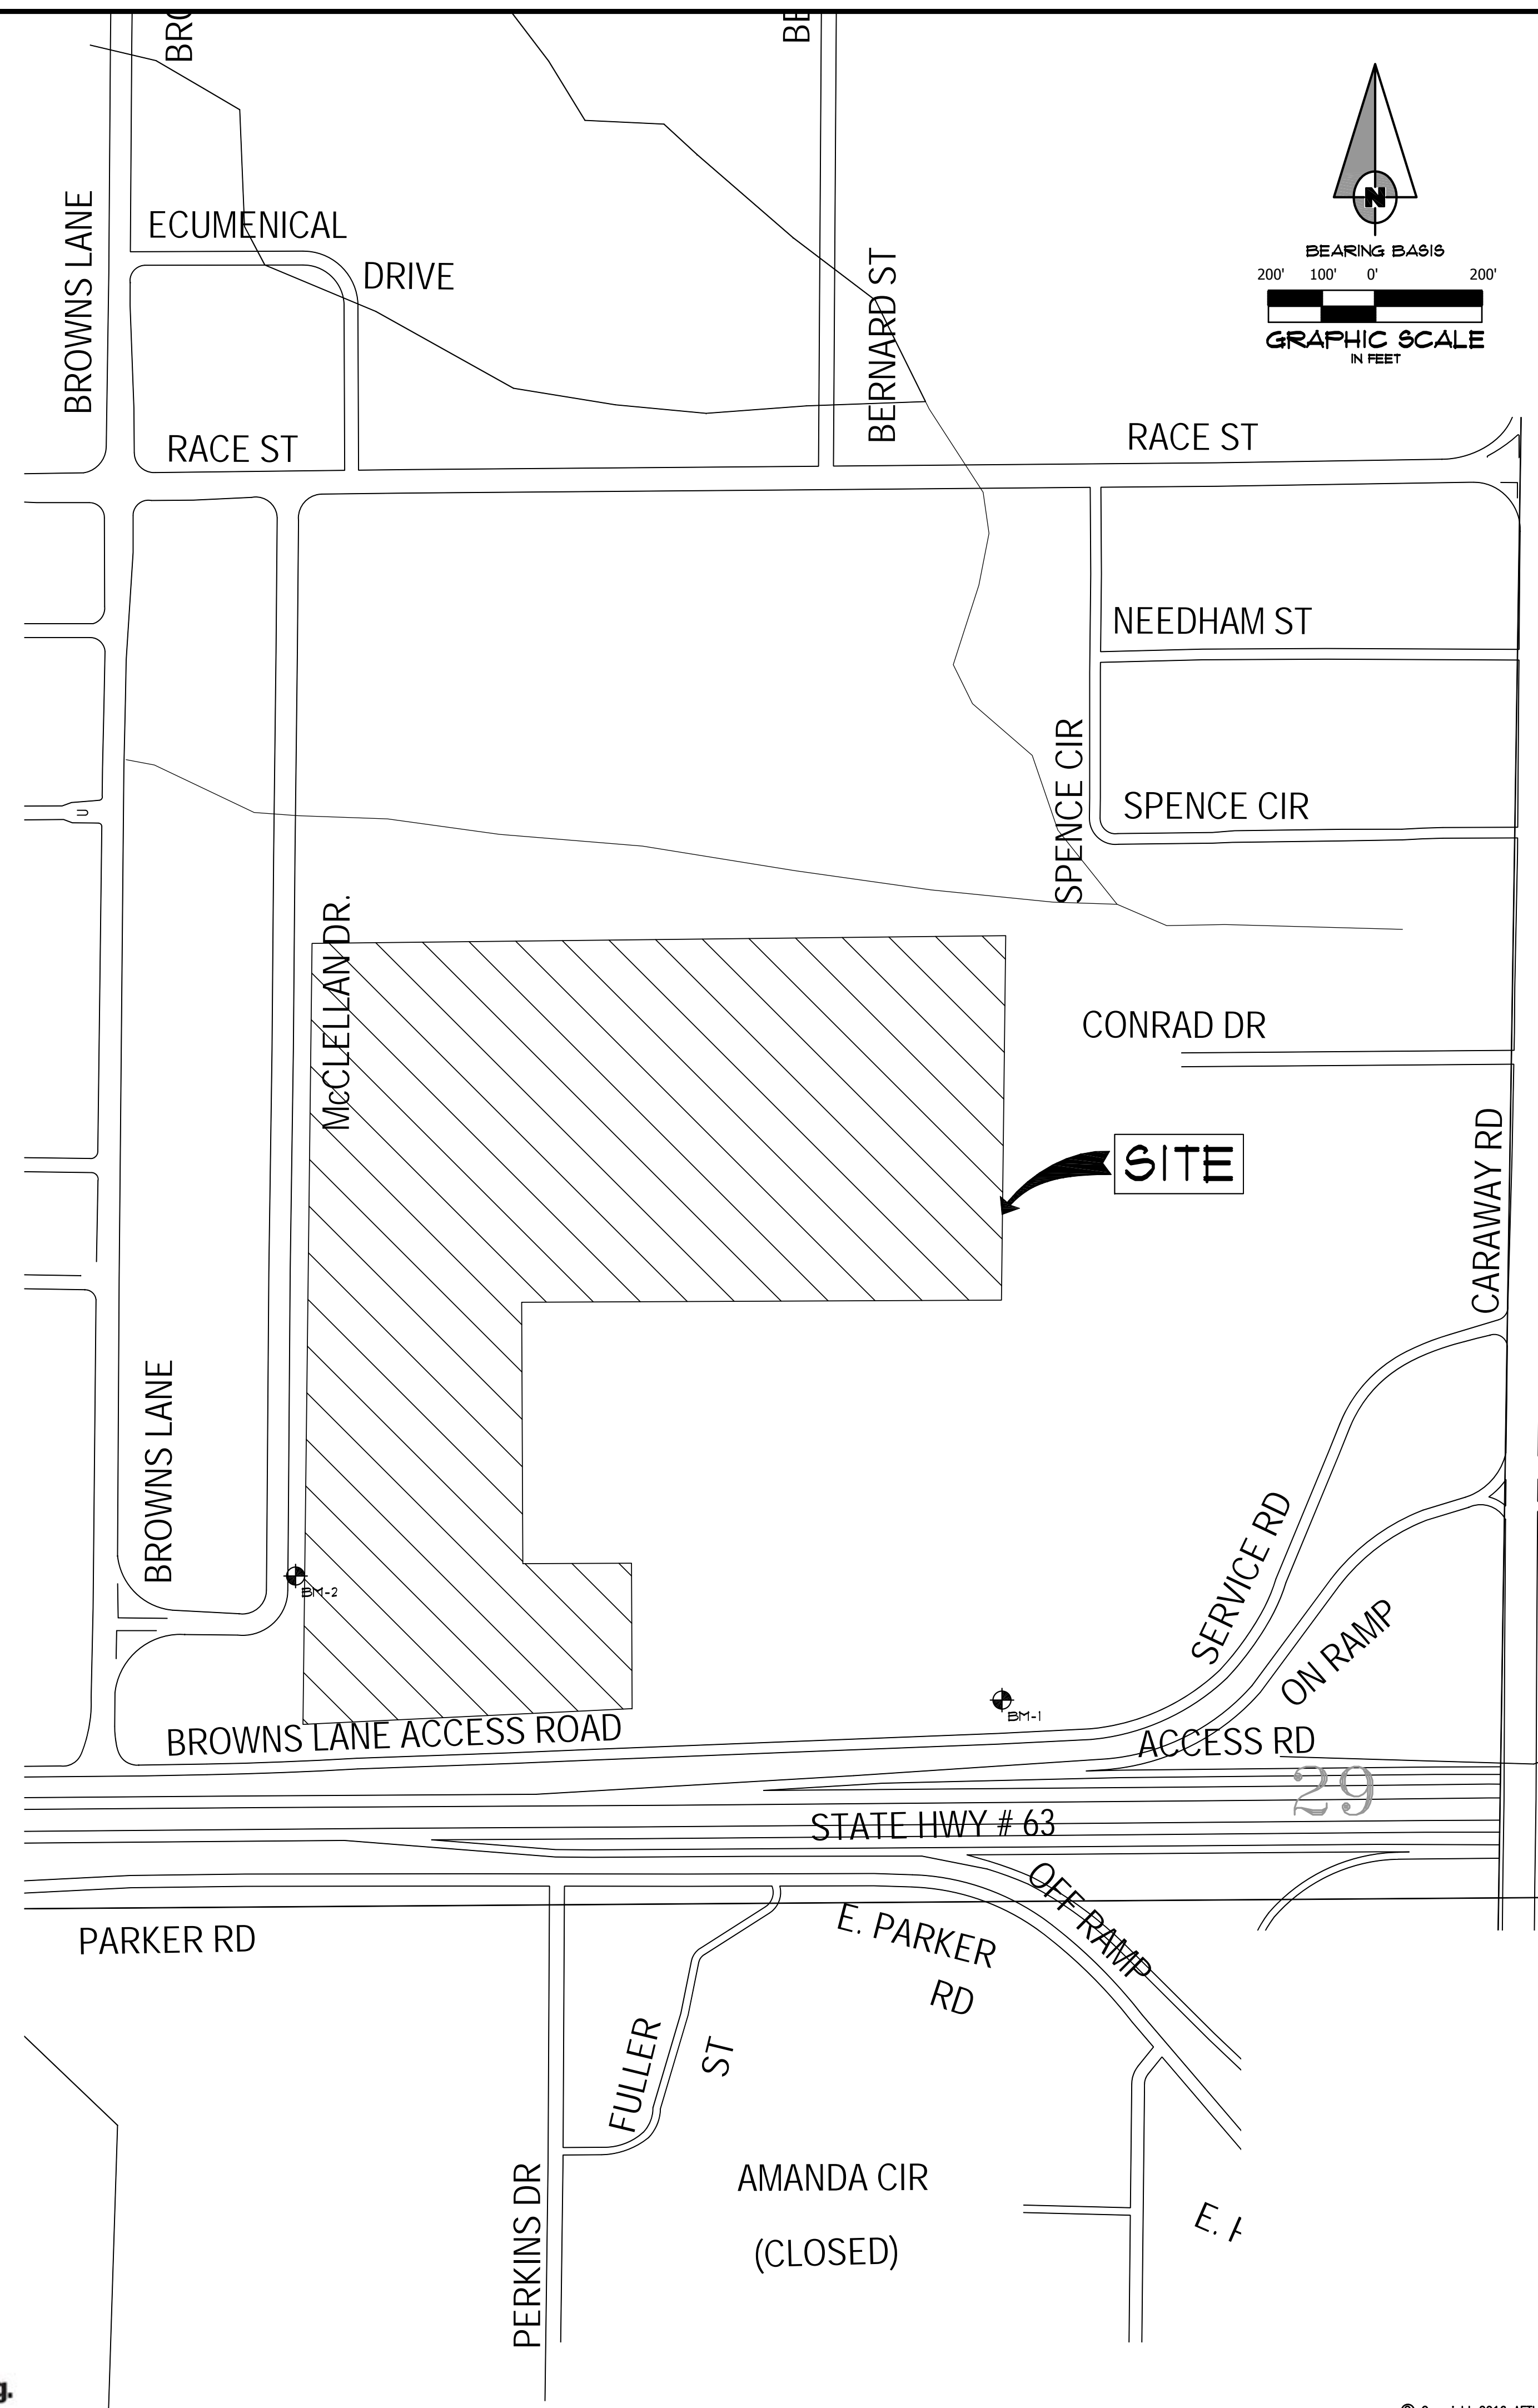 BROWNS LANE
ECUMENICAL
DRIVE
BERNARD ST
N
BEARING BASIS
200' 100' 0' 200'
GRAPHIC SCALE
IN FEET
RACE ST
RACE ST
NEEDHAM ST
SPENCE CIR
SPENCE CIR
McCLELLAN DR.
CONRAD DR
SITE
CARAWAY RD
BROWNS LANE
SERVICE RD
BM-2
ON RAMP
BM-1
BROWNS LANE ACCESS ROAD
ACCESS RD
29
STATE HWY # 63
OFF RAMP
PARKER RD
E. PARKER
RD
FULLER
ST
AMANDA CIR
(CLOSED)
PERKINS DR
E.